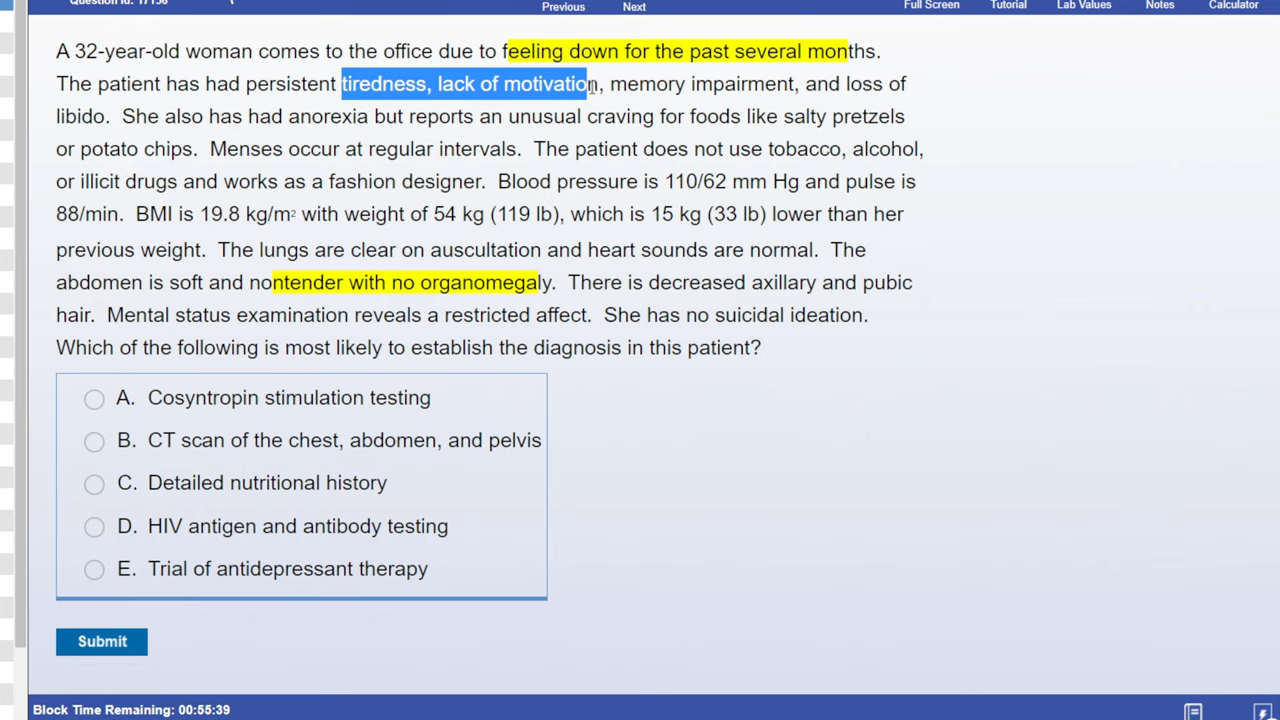 Previous
Next
Full Screen
Tutorial
Lab Values
Notes
Calculator
A 32-year-old woman comes to the office due to feeling down for the past several months.
The patient has had persistent tiredness, lack of motivation, memory impairment, and loss of
libido. She also has had anorexia but reports an unusual craving for foods like salty pretzels
or potato chips. Menses occur at regular intervals. The patient does not use tobacco, alcohol,
or illicit drugs and works as a fashion designer. Blood pressure is 110/62 mm Hg and pulse is
88/min. BMI is 19.8 kg/m² with weight of 54 kg (119 lb), which is 15 kg (33 lb) lower than her
previous weight. The lungs are clear on auscultation and heart sounds are normal. The
abdomen is soft and nontender with no organomegaly. There is decreased axillary and pubic
hair. Mental status examination reveals a restricted affect. She has no suicidal ideation.
Which of the following is most likely to establish the diagnosis in this patient?
A. Cosyntropin stimulation testing
B. CT scan of the chest, abdomen, and pelvis
C. Detailed nutritional history
D. HIV antigen and antibody testing
E. Trial of antidepressant therapy
Submit
Block Time Remaining: 00:55:39